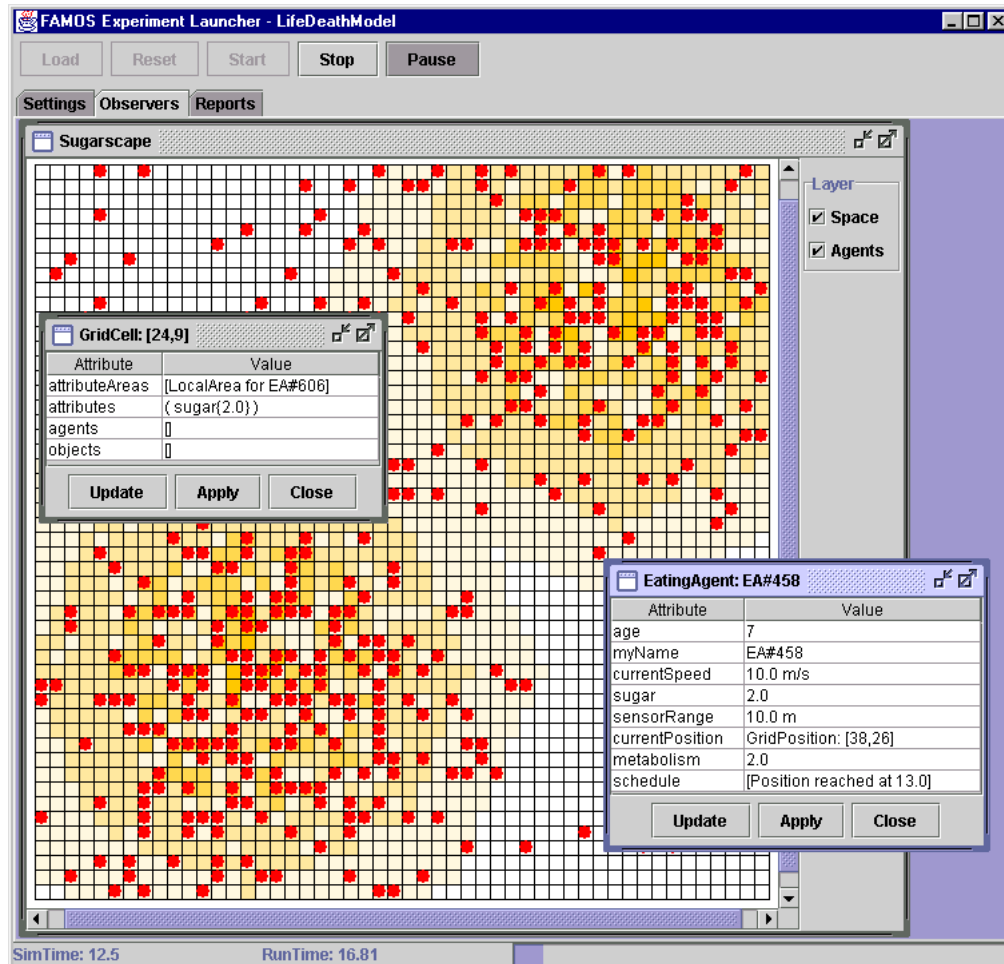 FAMOS Experiment Launcher - LifeDeathModel
Load Reset Start Stop Pause
Settings Observers Reports
Sugarscape
Layer
Space
Agents
GridCell: [24,9]
Attribute Value
attributeAreas [LocalArea for EA#606]
attributes ( sugar{2.0} )
agents []
objects []
Update Apply Close
EatingAgent: EA#458
Attribute Value
age 7
myName EA#458
currentSpeed 10.0 m/s
sugar 2.0
sensorRange 10.0 m
currentPosition GridPosition: [38,26]
metabolism 2.0
schedule [Position reached at 13.0]
Update Apply Close
SimTime: 12.5 RunTime: 16.81